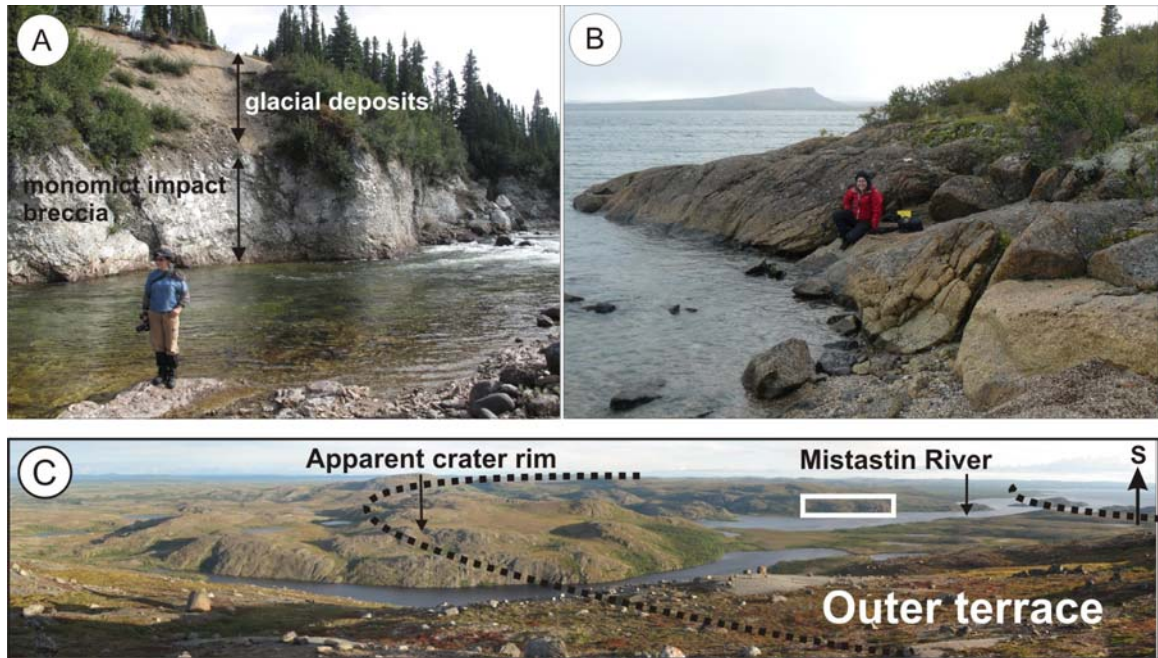 A
glacial deposits
monomict impact
breccia
B
C
Apparent crater rim
Mistastin River
S
Outer terrace